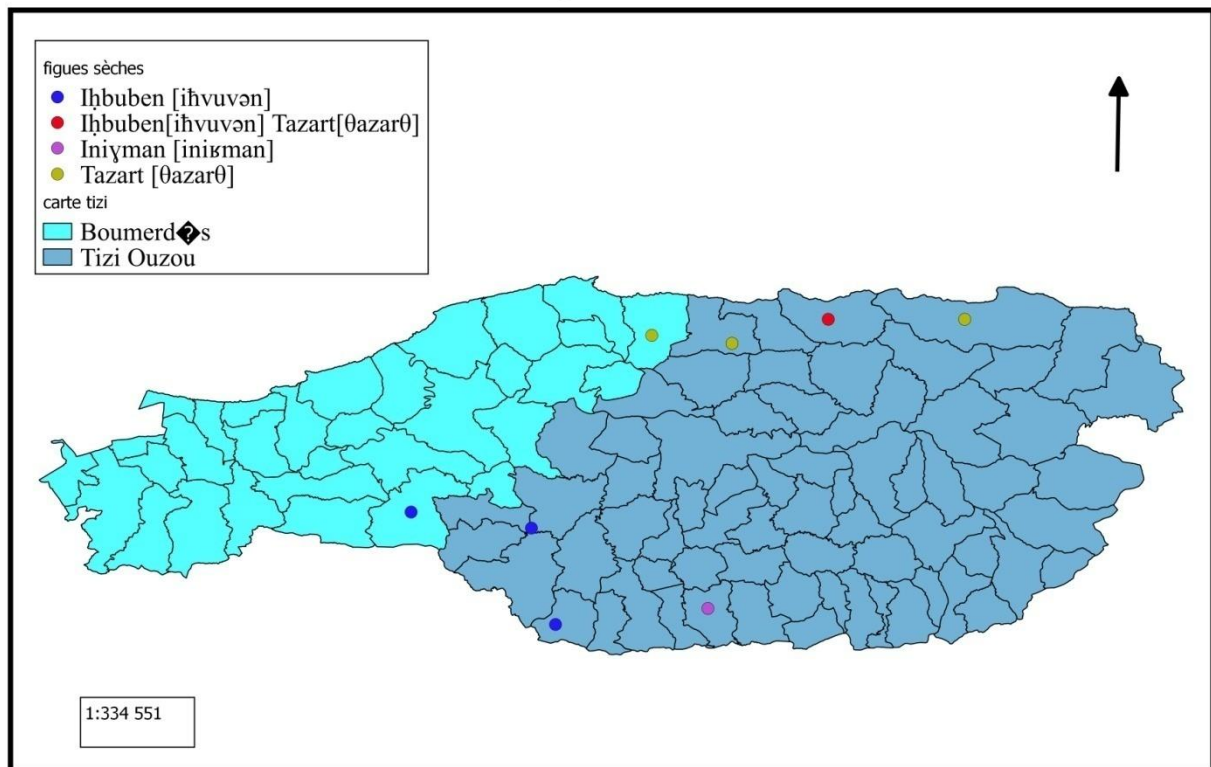 figues sèches
Iḥbuben [iħvuvən]
Iḥbuben[iħvuvən] Tazart[θazarθ]
Iniɣman [iniʁman]
Tazart [θazarθ]
carte tizi
Boumerd�s
Tizi Ouzou
1:334 551